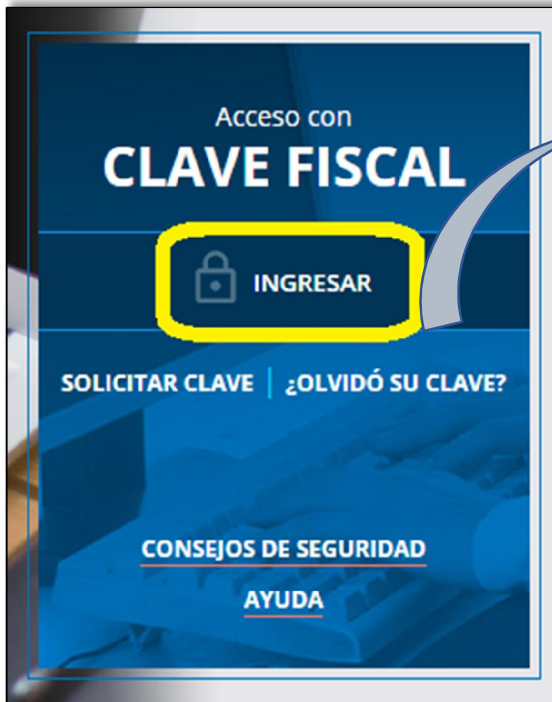 Acceso con
CLAVE FISCAL
INGRESAR
SOLICITAR CLAVE | ¿OLVIDÓ SU CLAVE?
CONSEJOS DE SEGURIDAD
AYUDA